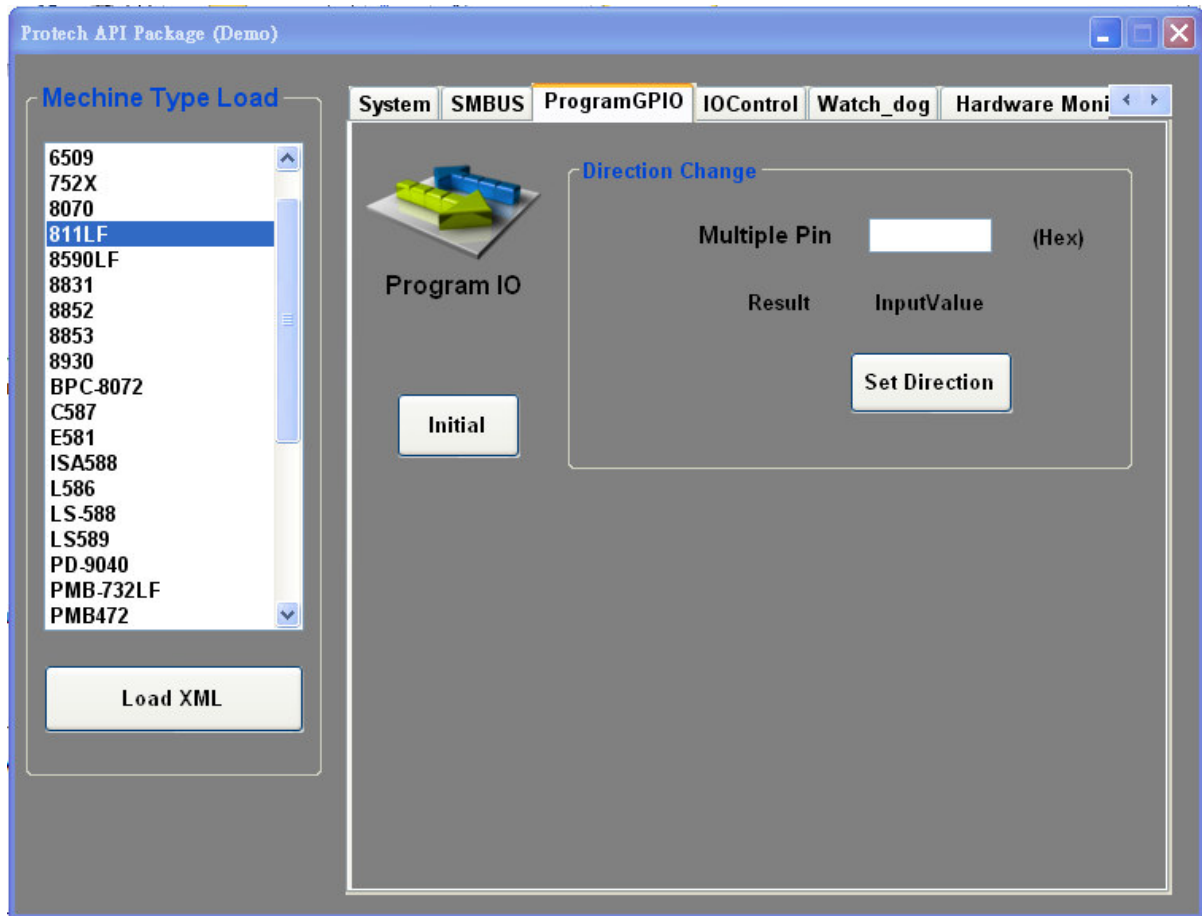 Protech API Package (Demo)
Mechine Type Load
6509
752X
8070
811LF
8590LF
8831
8852
8853
8930
BPC-8072
C587
E581
ISA588
L586
LS-588
LS589
PD-9040
PMB-732LF
PMB472
Load XML
System SMBUS ProgramGPIO IOControl Watch_dog Hardware Moni
Program IO
Initial
Direction Change
Multiple Pin (Hex)
Result InputValue
Set Direction